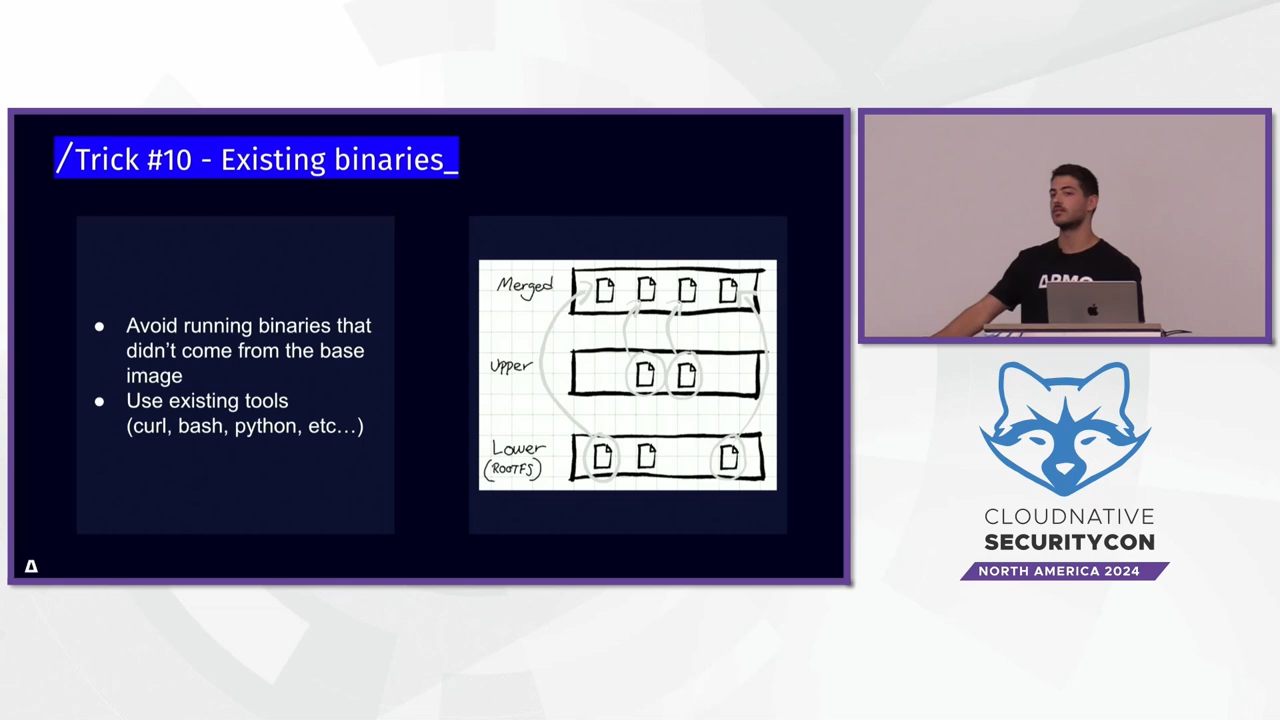 /Trick #10 - Existing binaries_
● Avoid running binaries that
didn’t come from the base
image
● Use existing tools
(curl, bash, python, etc…)
Merged
Upper
Lower
(ROOTFS)
ARMO
CLOUDNATIVE
SECURITYCON
NORTH AMERICA 2024